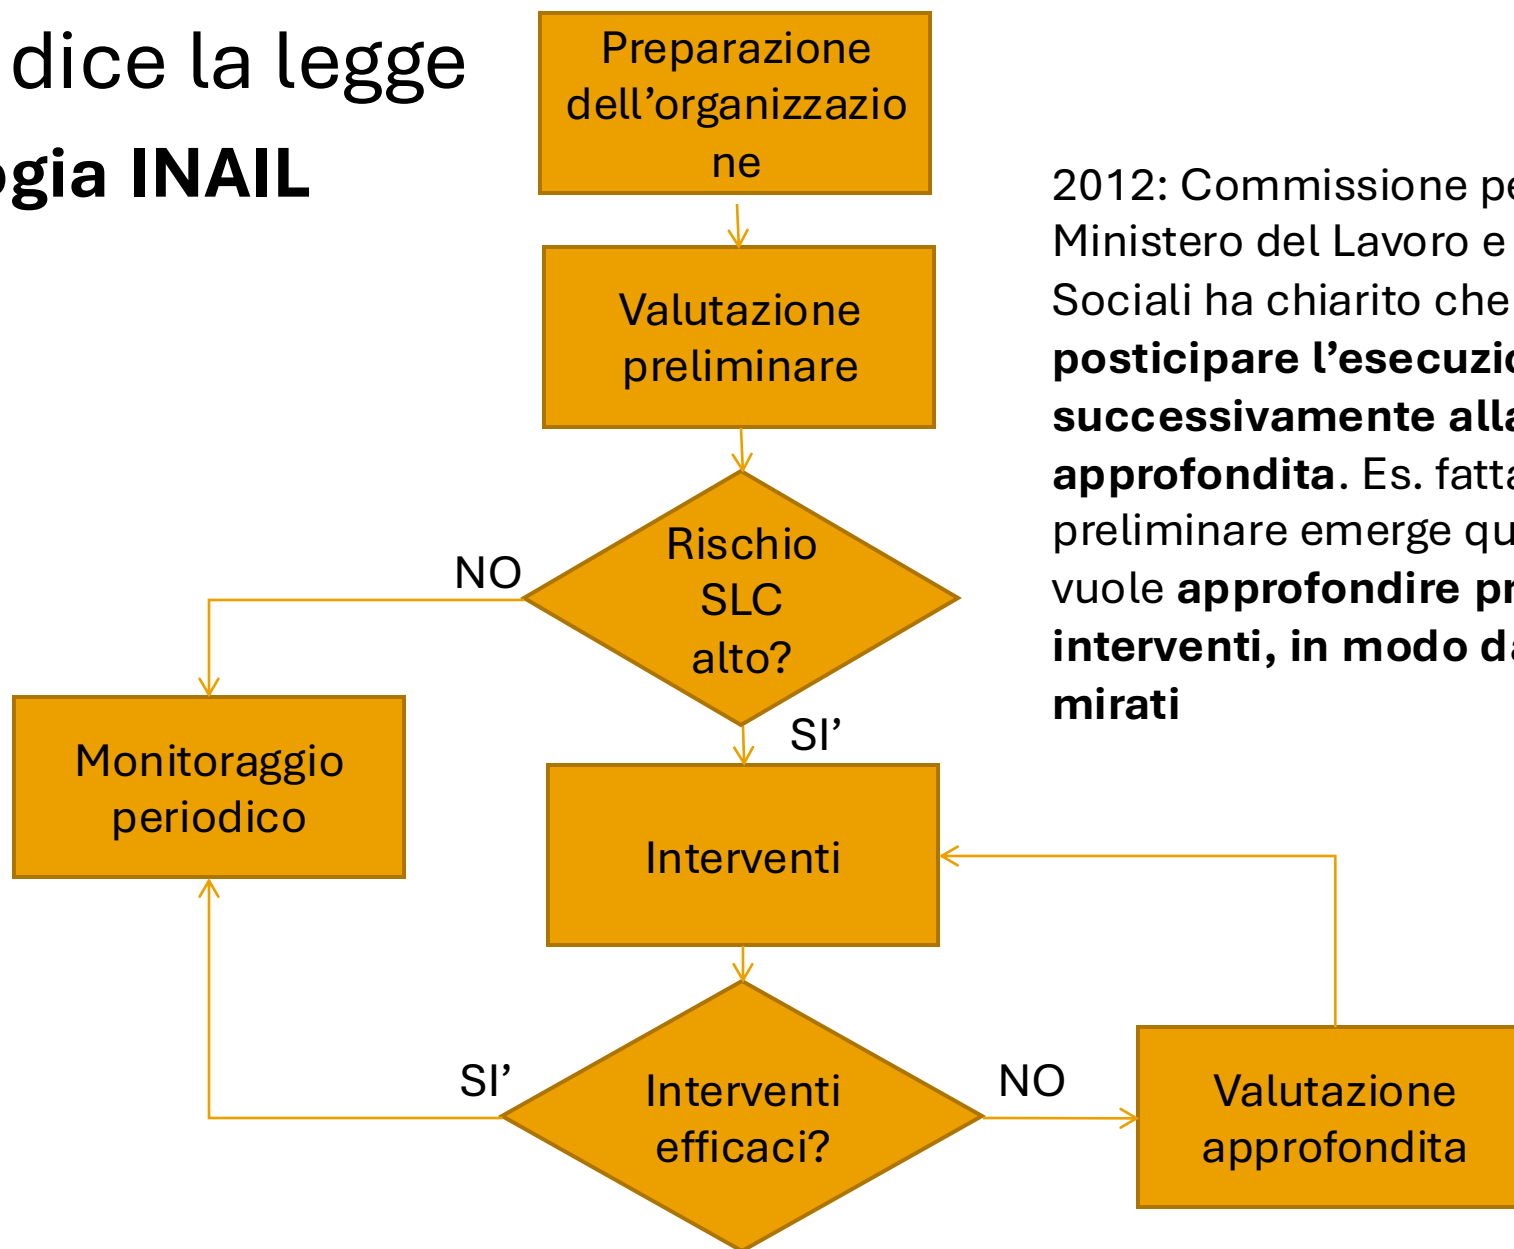 dice la legge
ogia INAIL
Preparazione
dell’organizzazio
ne
Valutazione
preliminare
Rischio
SLC
alto?
NO
SI’
Monitoraggio
periodico
Interventi
SI’
Interventi
efficaci?
NO
Valutazione
approfondita
2012: Commissione pe
Ministero del Lavoro e
Sociali ha chiarito che
posticipare l’esecuzio
successivamente alla
approfondita. Es. fatta
preliminare emerge qu
vuole approfondire pr
interventi, in modo da
mirati